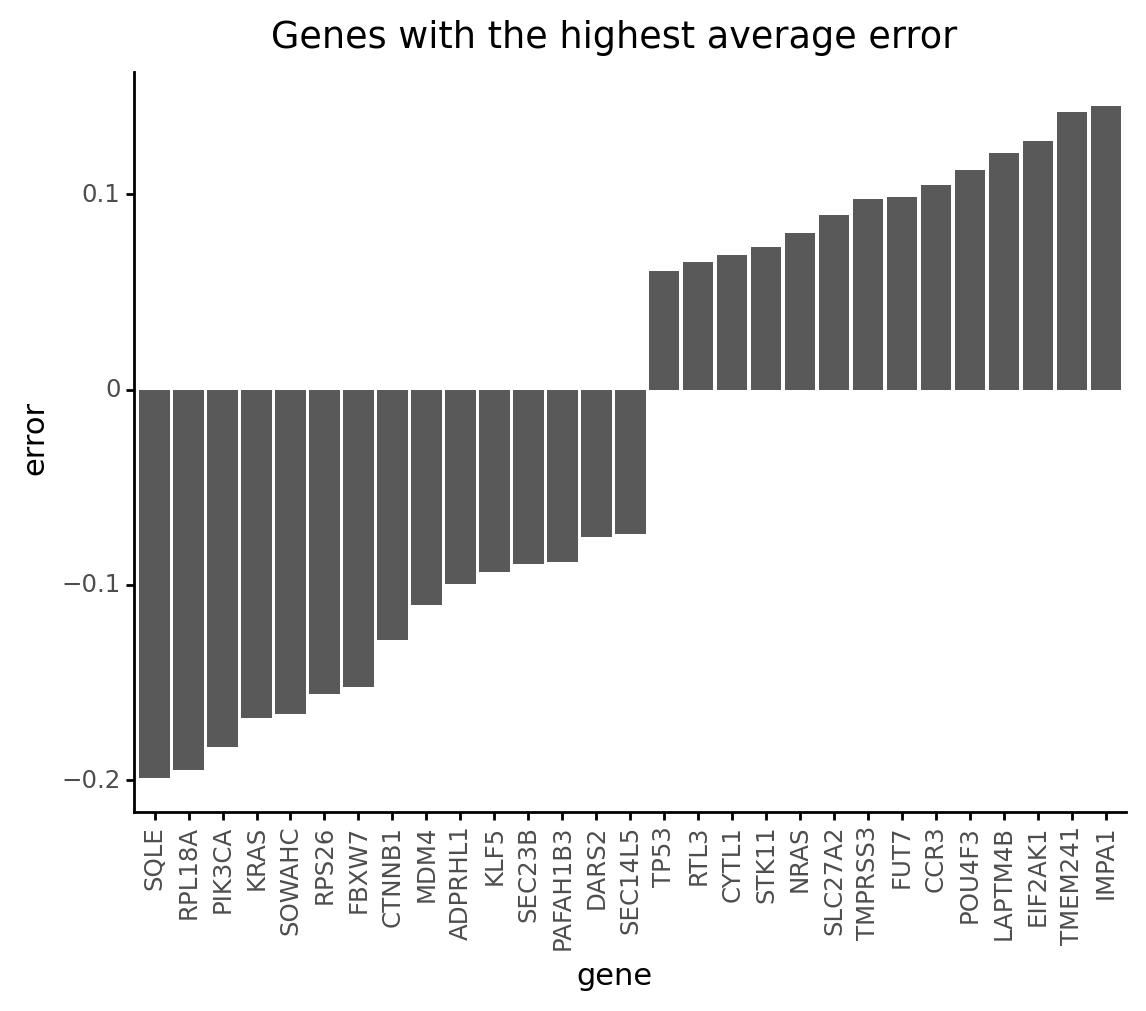 Genes with the highest average error
error
0.1
0
−0.1
−0.2
SQLE
RPL18A
PIK3CA
KRAS
SOWAHC
RPS26
FBXW7
CTNNB1
MDM4
ADPRHL1
KLF5
SEC23B
PAFAH1B3
DARS2
SEC14L5
TP53
RTL3
CYTL1
STK11
NRAS
SLC27A2
TMPRSS3
FUT7
CCR3
POU4F3
LAPTM4B
EIF2AK1
TMEM241
IMPA1
gene